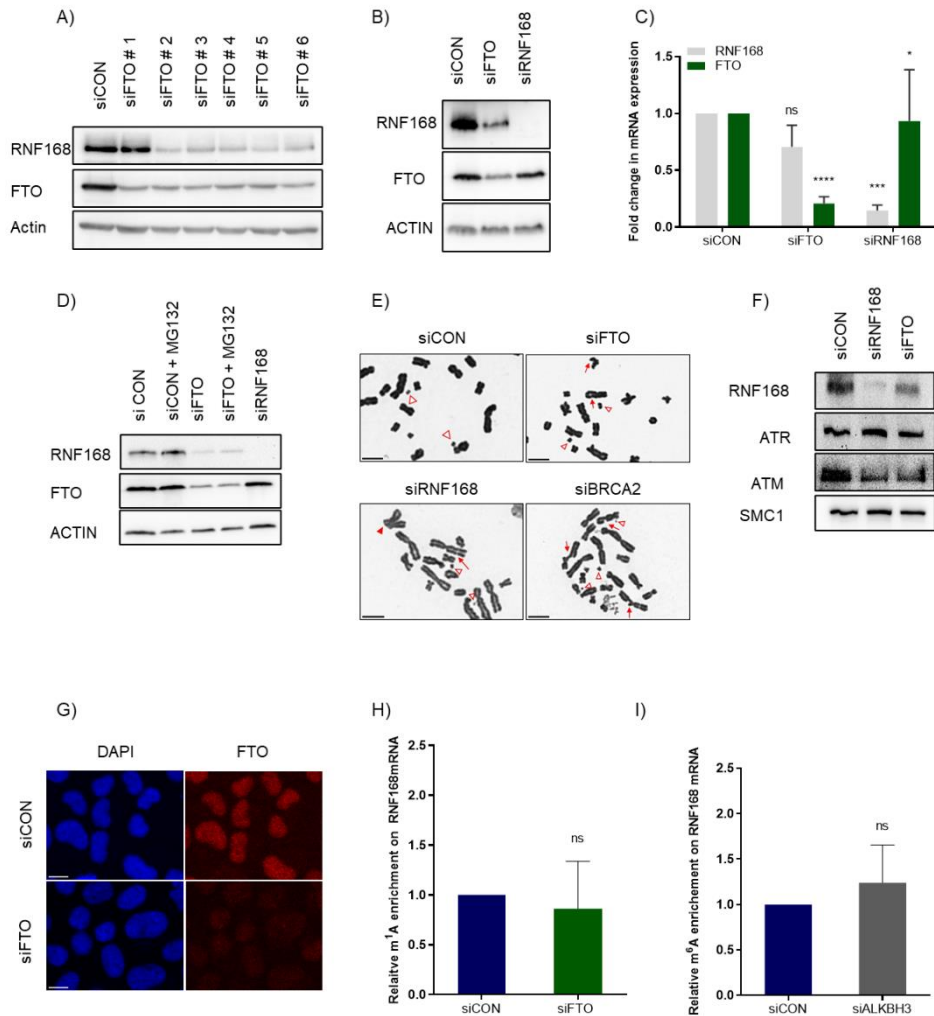 A)
siCON
siFTO # 1
siFTO # 2
siFTO # 3
siFTO # 4
siFTO # 5
siFTO # 6
RNF168
FTO
Actin
B)
siCON
siFTO
siRNF168
RNF168
FTO
ACTIN
C)
RNF168
FTO
Fold change in mRNA expression
1.5
1.0
0.5
0.0
ns
****
***
*
siCON
siFTO
siRNF168
D)
si CON
siCON + MG132
siFTO
siFTO + MG132
siRNF168
RNF168
FTO
ACTIN
E)
siCON
siFTO
siRNF168
siBRCA2
F)
siCON
siRNF168
siFTO
RNF168
ATR
ATM
SMC1
G)
DAPI
FTO
siCON
siFTO
H)
Relaitve m1A enrichment on RNF168mRNA
2.5
2.0
1.5
1.0
0.5
0.0
ns
siCON
siFTO
I)
Relative m6A enrichement on RNF168 mRNA
2.5
2.0
1.5
1.0
0.5
0.0
ns
siCON
siALKBH3